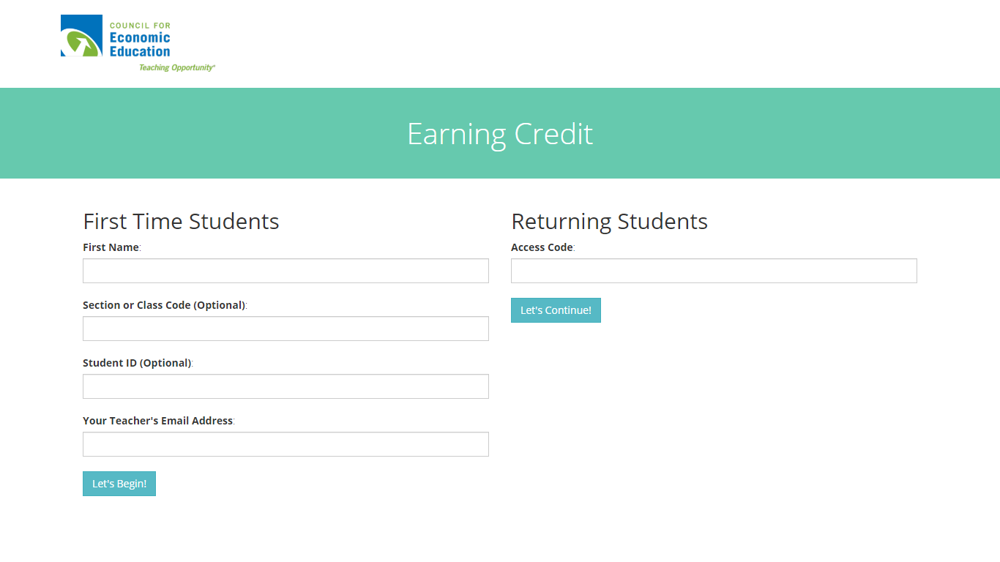 COUNCIL FOR
Economic
Education
Teaching Opportunity®
Earning Credit
First Time Students
First Name:
Section or Class Code (Optional):
Student ID (Optional):
Your Teacher's Email Address:
Let's Begin!
Returning Students
Access Code:
Let's Continue!